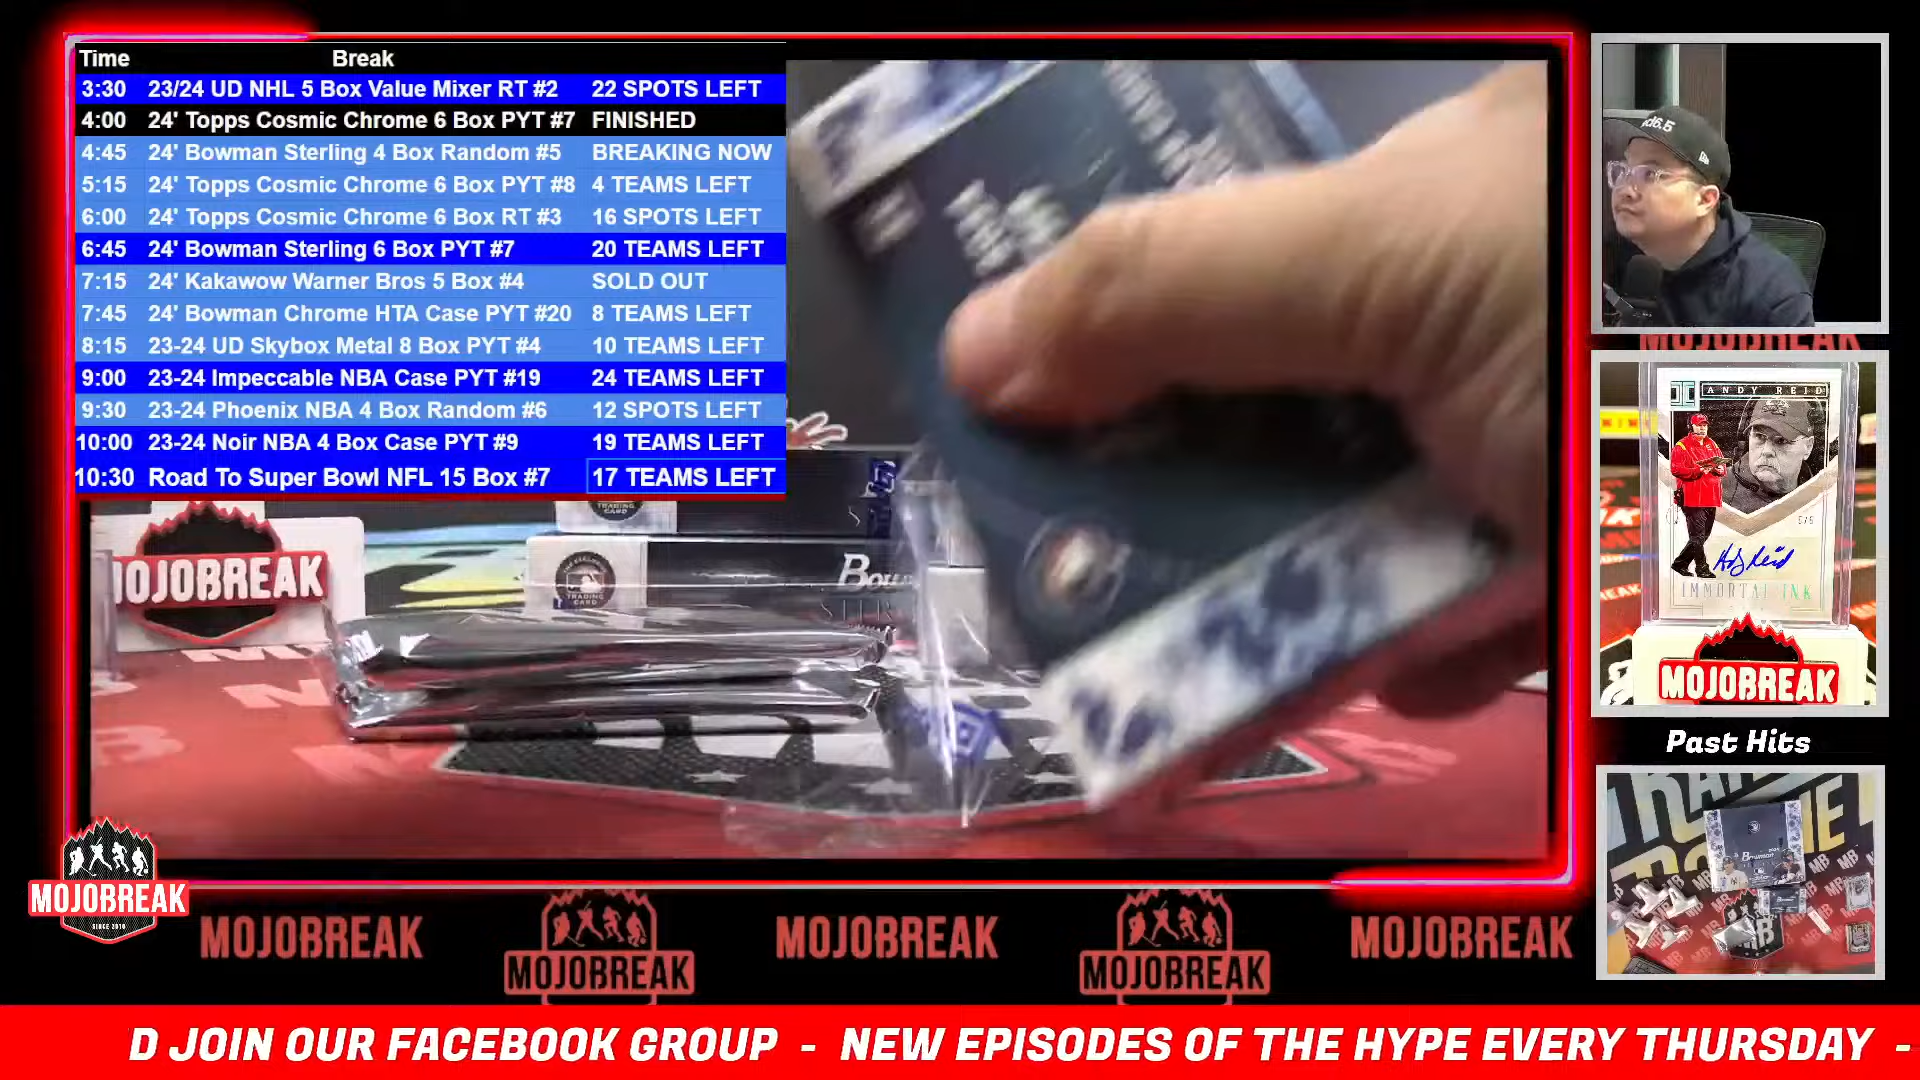 Time Break
3:30 23/24 UD NHL 5 Box Value Mixer RT #2 22 SPOTS LEFT
4:00 24' Topps Cosmic Chrome 6 Box PYT #7 FINISHED
4:45 24' Bowman Sterling 4 Box Random #5 BREAKING NOW
5:15 24' Topps Cosmic Chrome 6 Box PYT #8 4 TEAMS LEFT
6:00 24' Topps Cosmic Chrome 6 Box RT #3 16 SPOTS LEFT
6:45 24' Bowman Sterling 6 Box PYT #7 20 TEAMS LEFT
7:15 24' Kakawow Warner Bros 5 Box #4 SOLD OUT
7:45 24' Bowman Chrome HTA Case PYT #20 8 TEAMS LEFT
8:15 23-24 UD Skybox Metal 8 Box PYT #4 10 TEAMS LEFT
9:00 23-24 Impeccable NBA Case PYT #19 24 TEAMS LEFT
9:30 23-24 Phoenix NBA 4 Box Random #6 12 SPOTS LEFT
10:00 23-24 Noir NBA 4 Box Case PYT #9 19 TEAMS LEFT
10:30 Road To Super Bowl NFL 15 Box #7 17 TEAMS LEFT
MOJOBREAK
TRADING CARD
Bow
ANDY REID
IMMORTAL INK
MOJOBREAK
Past Hits
Bowman
MOJOBREAK
SINCE 2010
MOJOBREAK
MOJOBREAK
MOJOBREAK
MOJOBREAK
MOJOBREAK
D JOIN OUR FACEBOOK GROUP - NEW EPISODES OF THE HYPE EVERY THURSDAY -